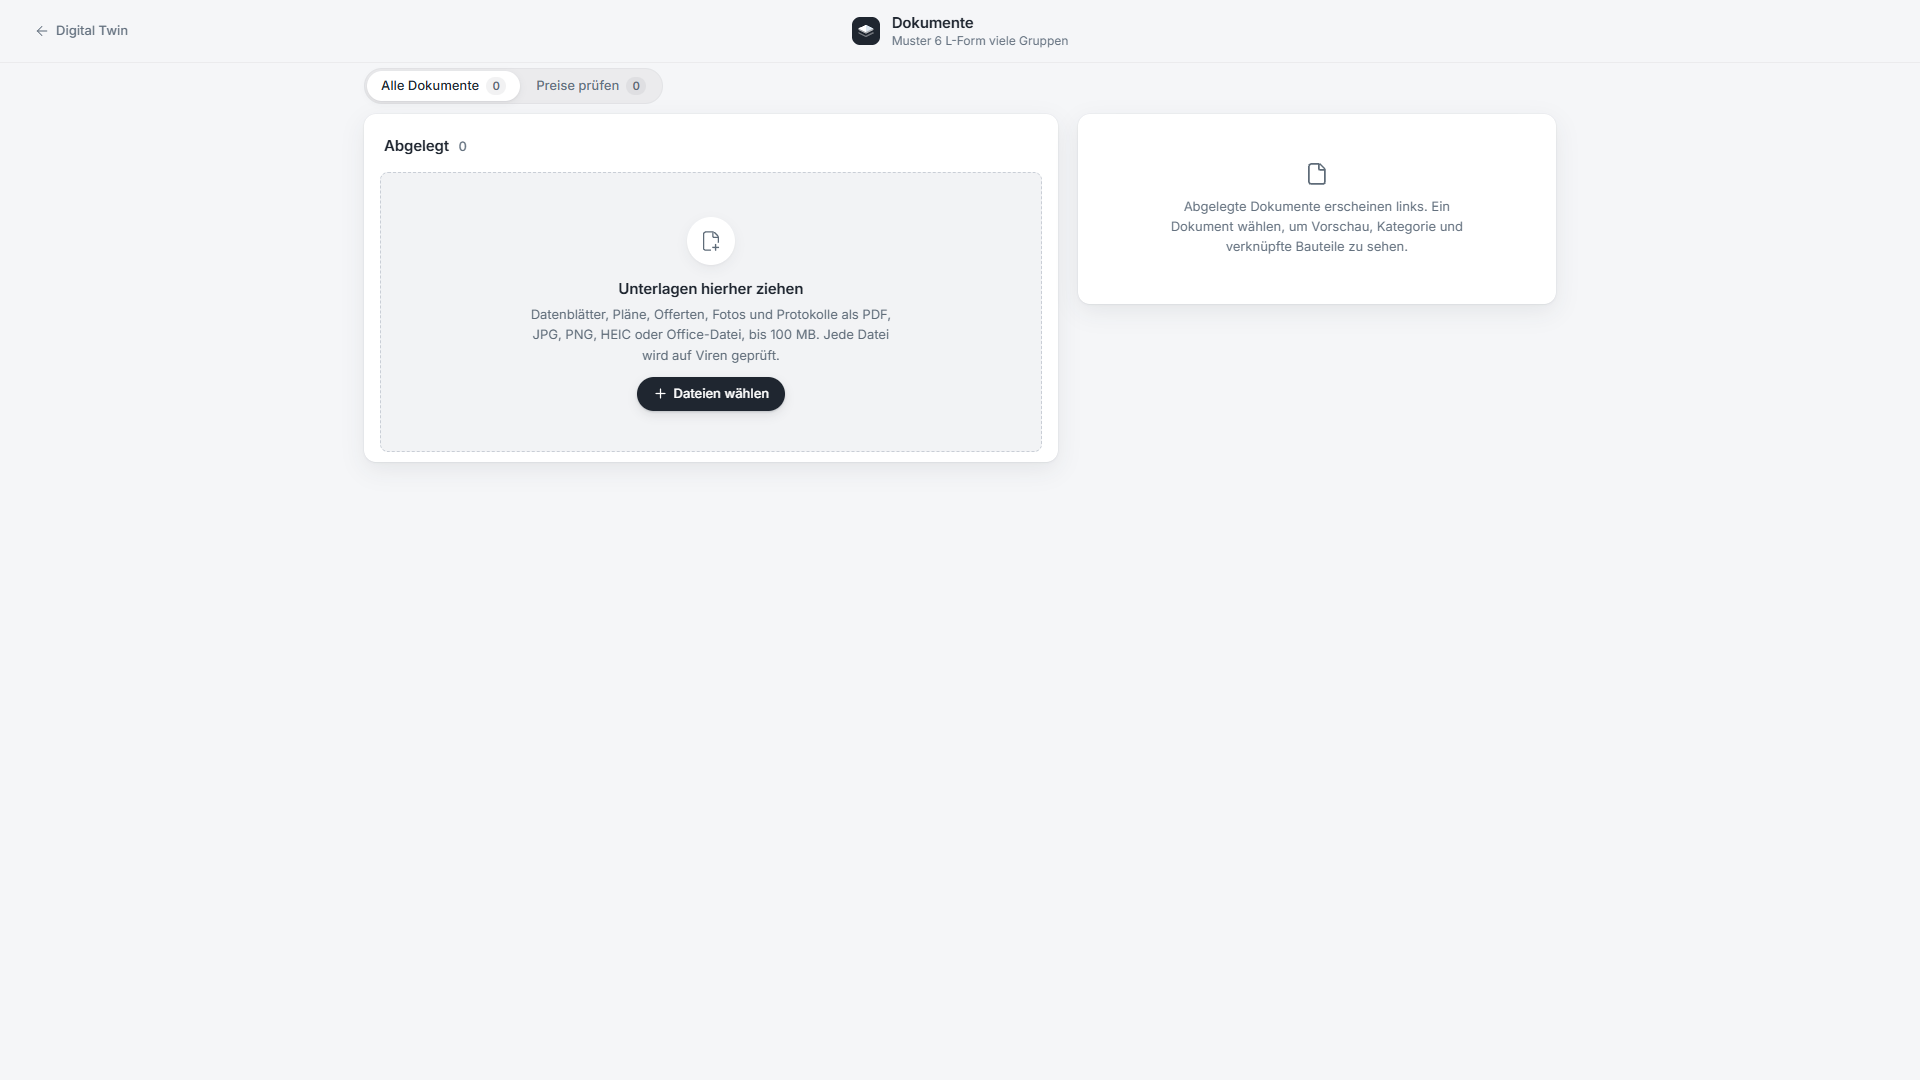 Digital Twin
Dokumente
Muster 6 L-Form viele Gruppen
Alle Dokumente 0
Preise prüfen 0
Abgelegt 0
Unterlagen hierher ziehen
Datenblätter, Pläne, Offerten, Fotos und Protokolle als PDF,
JPG, PNG, HEIC oder Office-Datei, bis 100 MB. Jede Datei
wird auf Viren geprüft.
Dateien wählen
Abgelegte Dokumente erscheinen links. Ein
Dokument wählen, um Vorschau, Kategorie und
verknüpfte Bauteile zu sehen.